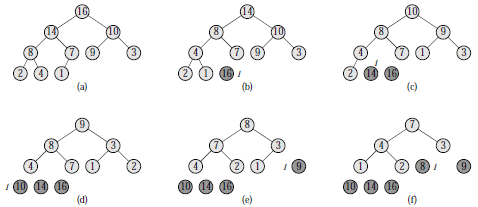 16 14 10
14 10 8 10 8 9
8 7 9 3 4 7 9 3 4 7 1 3
2 4 1 2 1 16 i 2 i 14 16
(a) (b) (c)
9 8 7
8 3 7 3 4 3
4 7 1 2 4 2 1 i 9 1 2 8 i 9
i 10 14 16 10 14 16 10 14 16
(d) (e) (f)